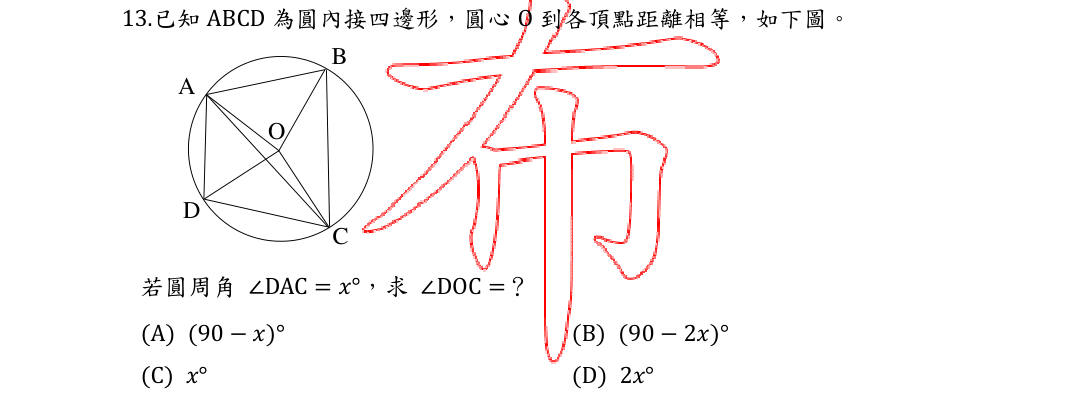 13.已知 ABCD 為圓內接四邊形，圓心 O 到各頂點距離相等，如下圖。
B
A
O
D
C
布
若圓周角 ∠DAC = x°，求 ∠DOC =？
(A) (90 − x)° (B) (90 − 2x)°
(C) x° (D) 2x°